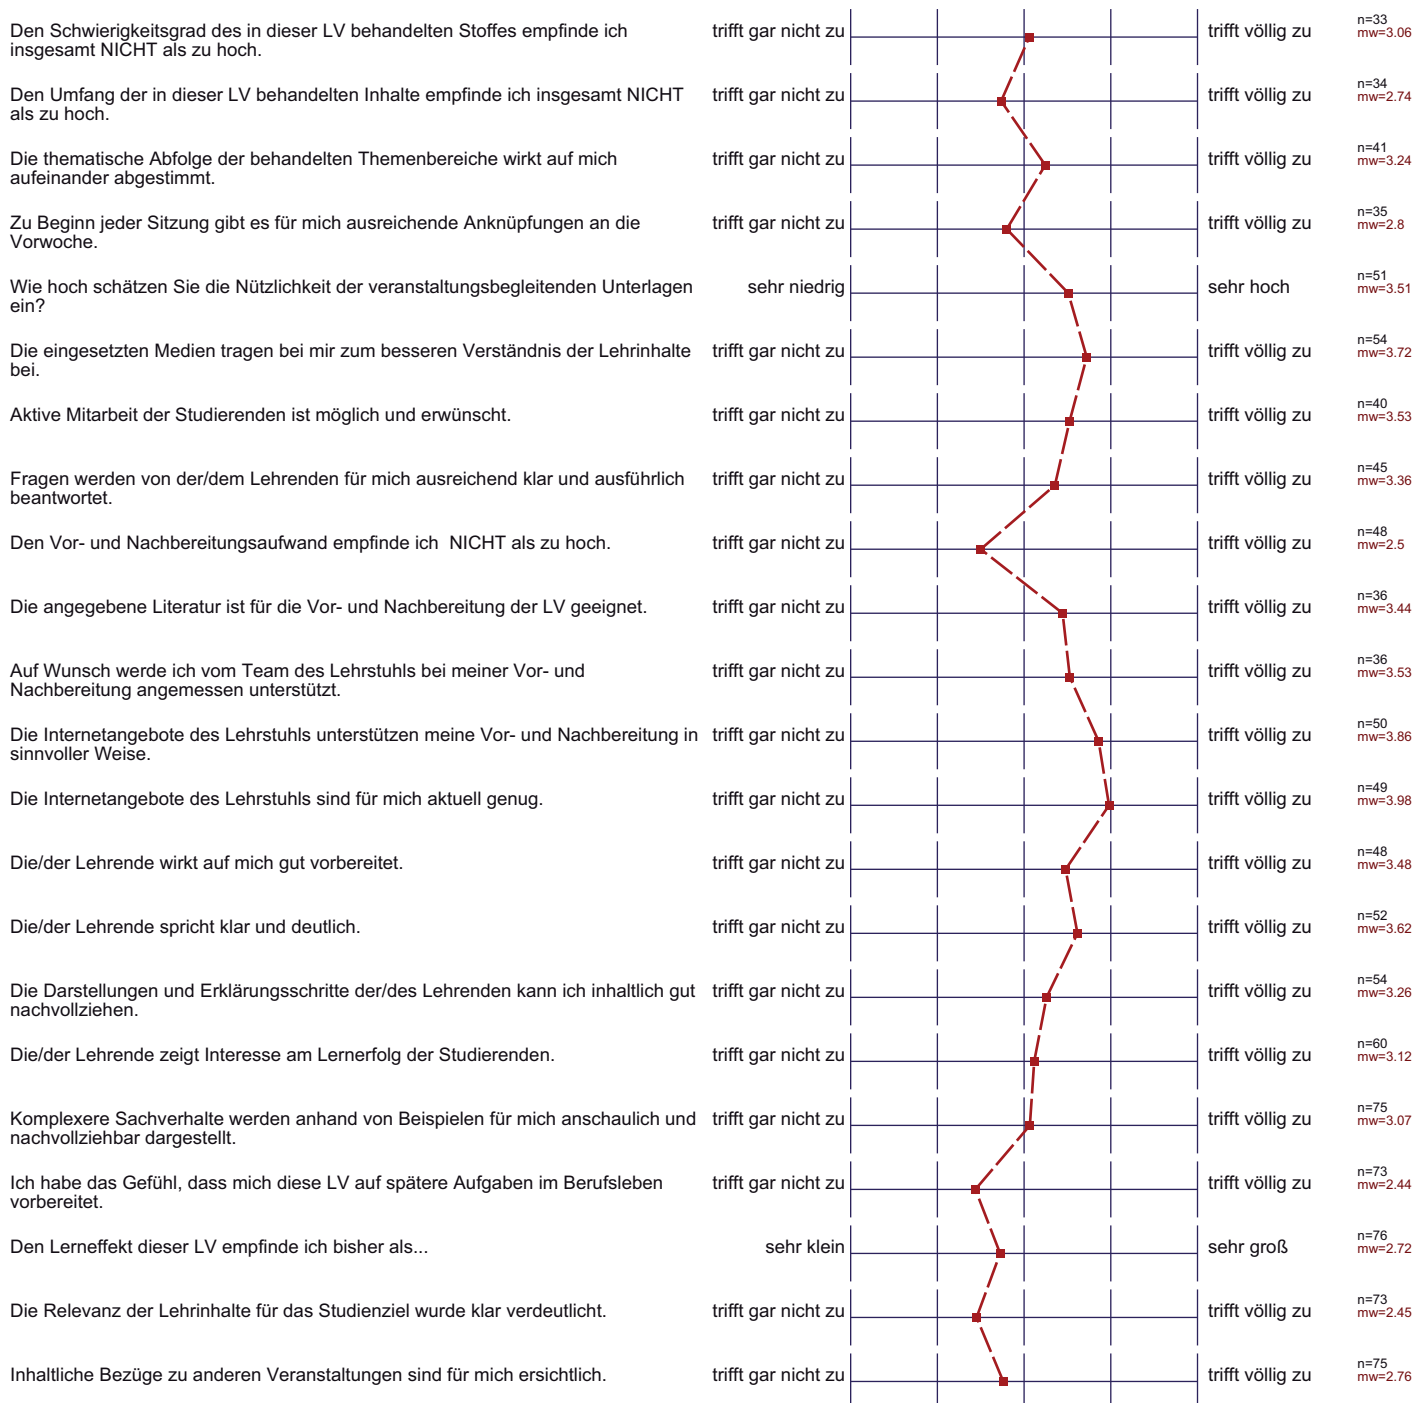 Den Schwierigkeitsgrad des in dieser LV behandelten Stoffes empfinde ich
insgesamt NICHT als zu hoch.
trifft gar nicht zu
trifft völlig zu
n=33
mw=3.06
Den Umfang der in dieser LV behandelten Inhalte empfinde ich insgesamt NICHT
als zu hoch.
trifft gar nicht zu
trifft völlig zu
n=34
mw=2.74
Die thematische Abfolge der behandelten Themenbereiche wirkt auf mich
aufeinander abgestimmt.
trifft gar nicht zu
trifft völlig zu
n=41
mw=3.24
Zu Beginn jeder Sitzung gibt es für mich ausreichende Anknüpfungen an die
Vorwoche.
trifft gar nicht zu
trifft völlig zu
n=35
mw=2.8
Wie hoch schätzen Sie die Nützlichkeit der veranstaltungsbegleitenden Unterlagen
ein?
sehr niedrig
sehr hoch
n=51
mw=3.51
Die eingesetzten Medien tragen bei mir zum besseren Verständnis der Lehrinhalte
bei.
trifft gar nicht zu
trifft völlig zu
n=54
mw=3.72
Aktive Mitarbeit der Studierenden ist möglich und erwünscht.
trifft gar nicht zu
trifft völlig zu
n=40
mw=3.53
Fragen werden von der/dem Lehrenden für mich ausreichend klar und ausführlich
beantwortet.
trifft gar nicht zu
trifft völlig zu
n=45
mw=3.36
Den Vor- und Nachbereitungsaufwand empfinde ich  NICHT als zu hoch.
trifft gar nicht zu
trifft völlig zu
n=48
mw=2.5
Die angegebene Literatur ist für die Vor- und Nachbereitung der LV geeignet.
trifft gar nicht zu
trifft völlig zu
n=36
mw=3.44
Auf Wunsch werde ich vom Team des Lehrstuhls bei meiner Vor- und
Nachbereitung angemessen unterstützt.
trifft gar nicht zu
trifft völlig zu
n=36
mw=3.53
Die Internetangebote des Lehrstuhls unterstützen meine Vor- und Nachbereitung in
sinnvoller Weise.
trifft gar nicht zu
trifft völlig zu
n=50
mw=3.86
Die Internetangebote des Lehrstuhls sind für mich aktuell genug.
trifft gar nicht zu
trifft völlig zu
n=49
mw=3.98
Die/der Lehrende wirkt auf mich gut vorbereitet.
trifft gar nicht zu
trifft völlig zu
n=48
mw=3.48
Die/der Lehrende spricht klar und deutlich.
trifft gar nicht zu
trifft völlig zu
n=52
mw=3.62
Die Darstellungen und Erklärungsschritte der/des Lehrenden kann ich inhaltlich gut
nachvollziehen.
trifft gar nicht zu
trifft völlig zu
n=54
mw=3.26
Die/der Lehrende zeigt Interesse am Lernerfolg der Studierenden.
trifft gar nicht zu
trifft völlig zu
n=60
mw=3.12
Komplexere Sachverhalte werden anhand von Beispielen für mich anschaulich und
nachvollziehbar dargestellt.
trifft gar nicht zu
trifft völlig zu
n=75
mw=3.07
Ich habe das Gefühl, dass mich diese LV auf spätere Aufgaben im Berufsleben
vorbereitet.
trifft gar nicht zu
trifft völlig zu
n=73
mw=2.44
Den Lerneffekt dieser LV empfinde ich bisher als...
sehr klein
sehr groß
n=76
mw=2.72
Die Relevanz der Lehrinhalte für das Studienziel wurde klar verdeutlicht.
trifft gar nicht zu
trifft völlig zu
n=73
mw=2.45
Inhaltliche Bezüge zu anderen Veranstaltungen sind für mich ersichtlich.
trifft gar nicht zu
trifft völlig zu
n=75
mw=2.76